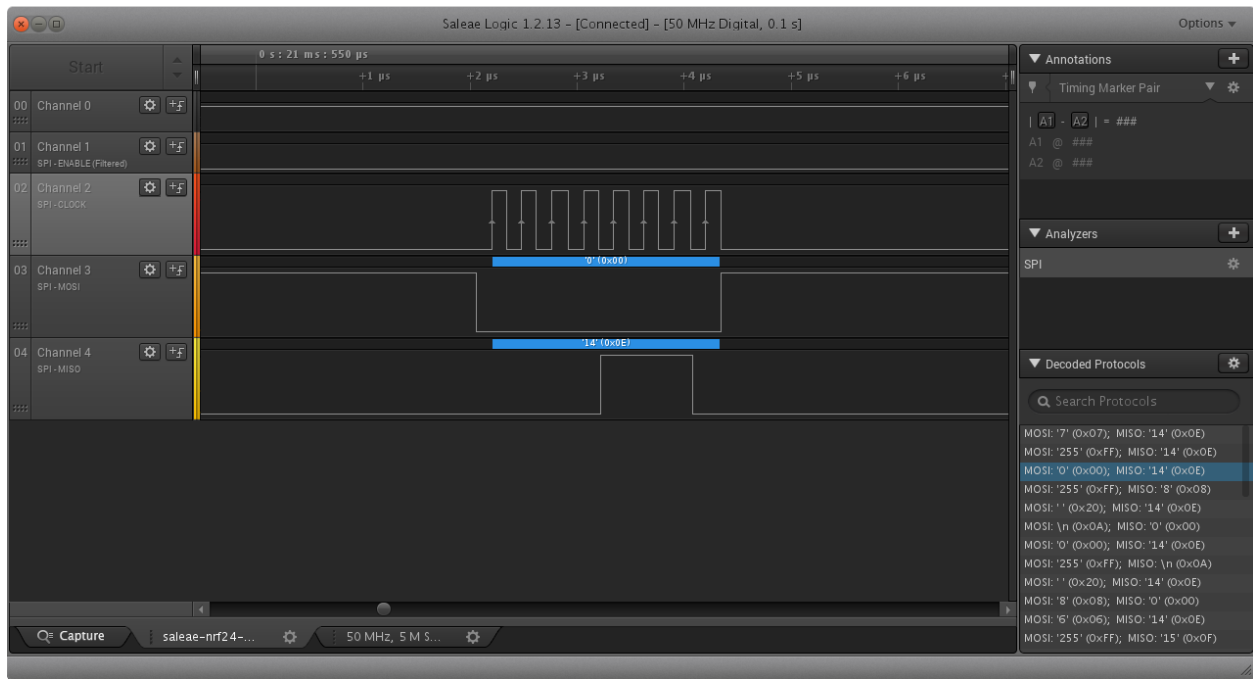 Saleae Logic 1.2.13 - [Connected] - [50 MHz Digital, 0.1 s]
Options
Start
0 s : 21 ms : 550 µs
+1 µs +2 µs +3 µs +4 µs +5 µs +6 µs +
00 Channel 0
01 Channel 1
SPI - ENABLE (Filtered)
02 Channel 2
SPI - CLOCK
'0' (0x00)
03 Channel 3
SPI - MOSI
'14' (0x0E)
04 Channel 4
SPI - MISO
Capture
saleae-nrf24-...
50 MHz, 5 M S...
Annotations
Timing Marker Pair
| A1 - A2 | = ###
A1 @ ###
A2 @ ###
Analyzers
SPI
Decoded Protocols
Search Protocols
MOSI: '7' (0x07); MISO: '14' (0x0E)
MOSI: '255' (0xFF); MISO: '14' (0x0E)
MOSI: '0' (0x00); MISO: '14' (0x0E)
MOSI: '255' (0xFF); MISO: '8' (0x08)
MOSI: ' ' (0x20); MISO: '14' (0x0E)
MOSI: \n (0x0A); MISO: '0' (0x00)
MOSI: '0' (0x00); MISO: '14' (0x0E)
MOSI: '255' (0xFF); MISO: \n (0x0A)
MOSI: ' ' (0x20); MISO: '14' (0x0E)
MOSI: '8' (0x08); MISO: '0' (0x00)
MOSI: '6' (0x06); MISO: '14' (0x0E)
MOSI: '255' (0xFF); MISO: '15' (0x0F)